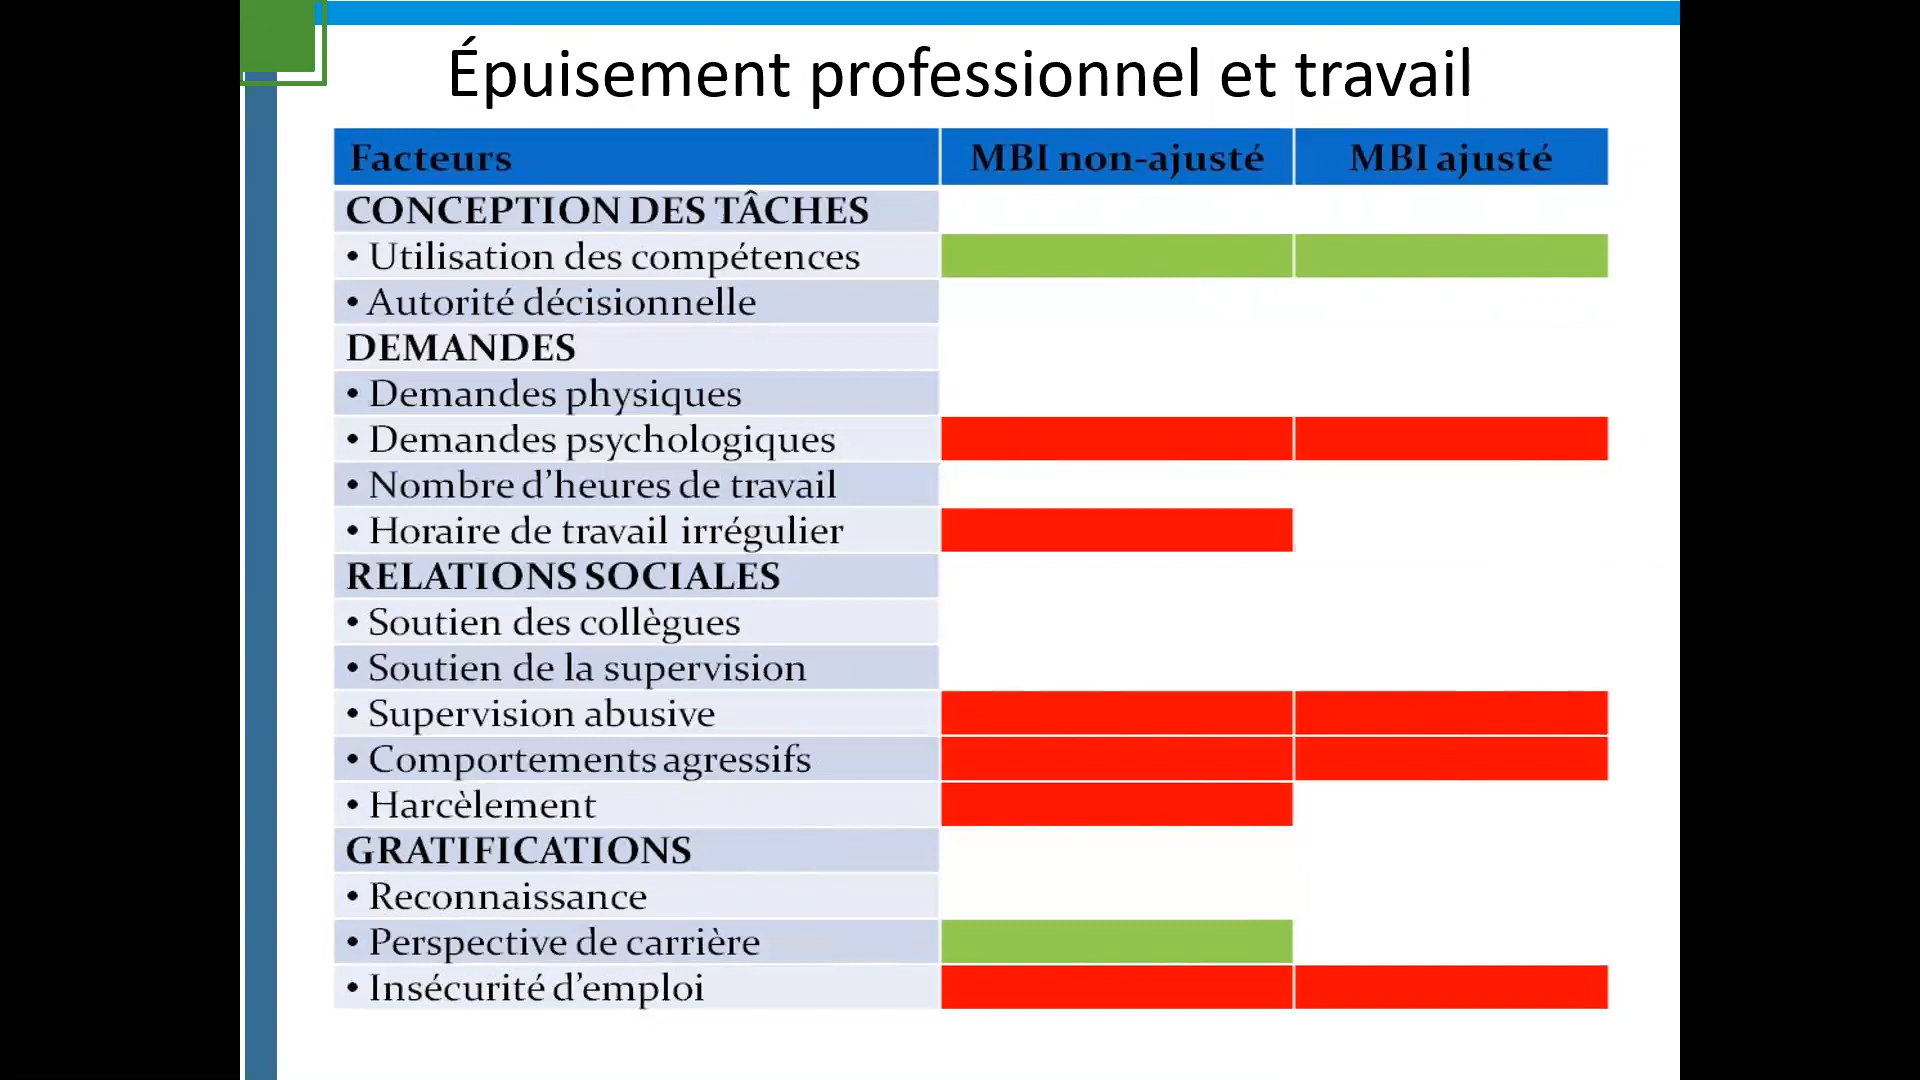 Épuisement professionnel et travail
Facteurs MBI non-ajusté MBI ajusté
CONCEPTION DES TÂCHES
• Utilisation des compétences
• Autorité décisionnelle
DEMANDES
• Demandes physiques
• Demandes psychologiques
• Nombre d’heures de travail
• Horaire de travail irrégulier
RELATIONS SOCIALES
• Soutien des collègues
• Soutien de la supervision
• Supervision abusive
• Comportements agressifs
• Harcèlement
GRATIFICATIONS
• Reconnaissance
• Perspective de carrière
• Insécurité d’emploi